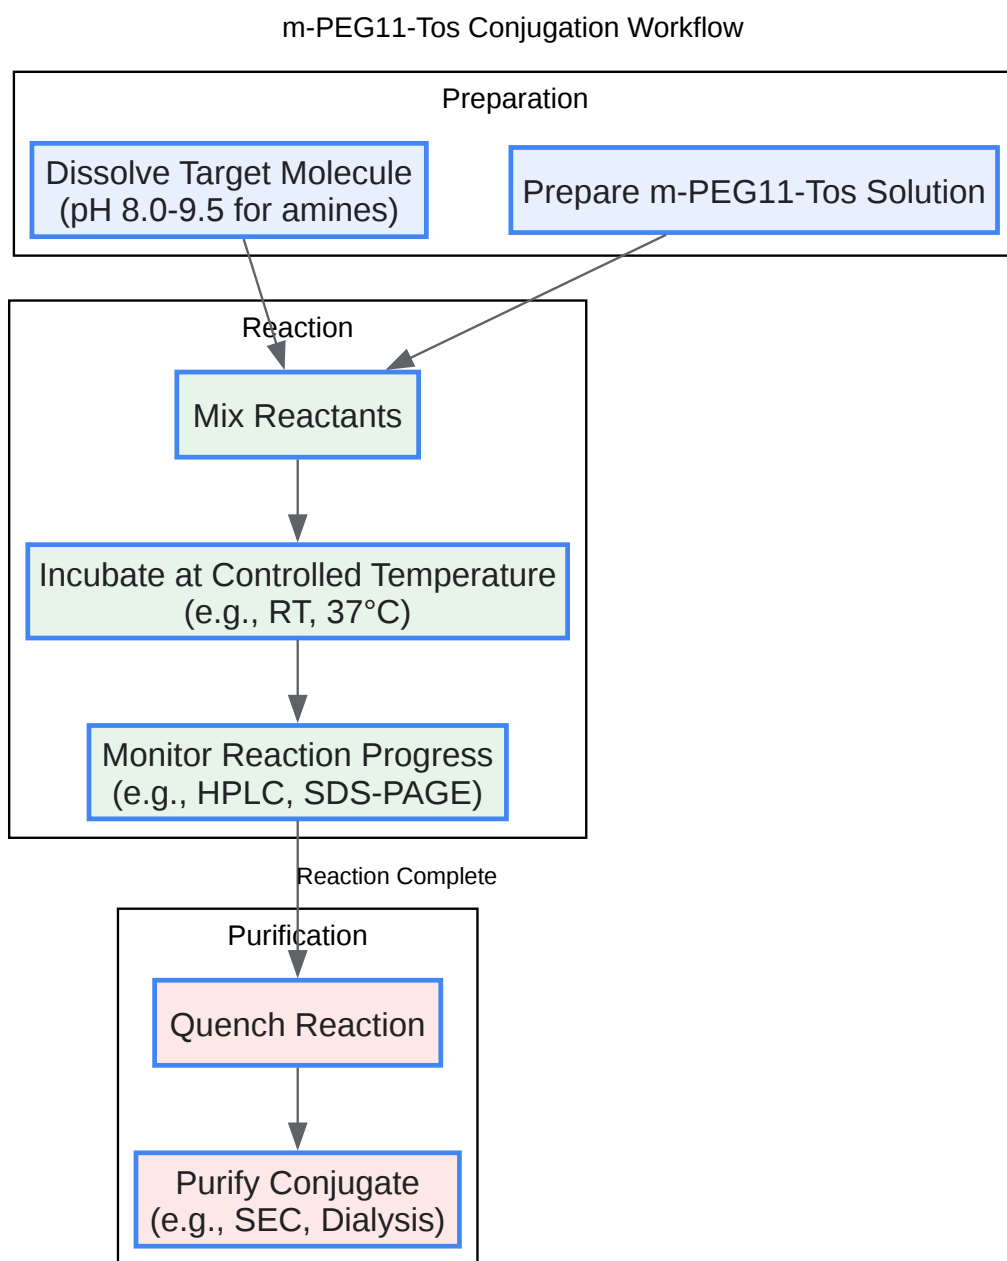 m-PEG11-Tos Conjugation Workflow
Preparation
Dissolve Target Molecule
(pH 8.0-9.5 for amines)
Prepare m-PEG11-Tos Solution
Reaction
Mix Reactants
Incubate at Controlled Temperature
(e.g., RT, 37°C)
Monitor Reaction Progress
(e.g., HPLC, SDS-PAGE)
Reaction Complete
Purification
Quench Reaction
Purify Conjugate
(e.g., SEC, Dialysis)